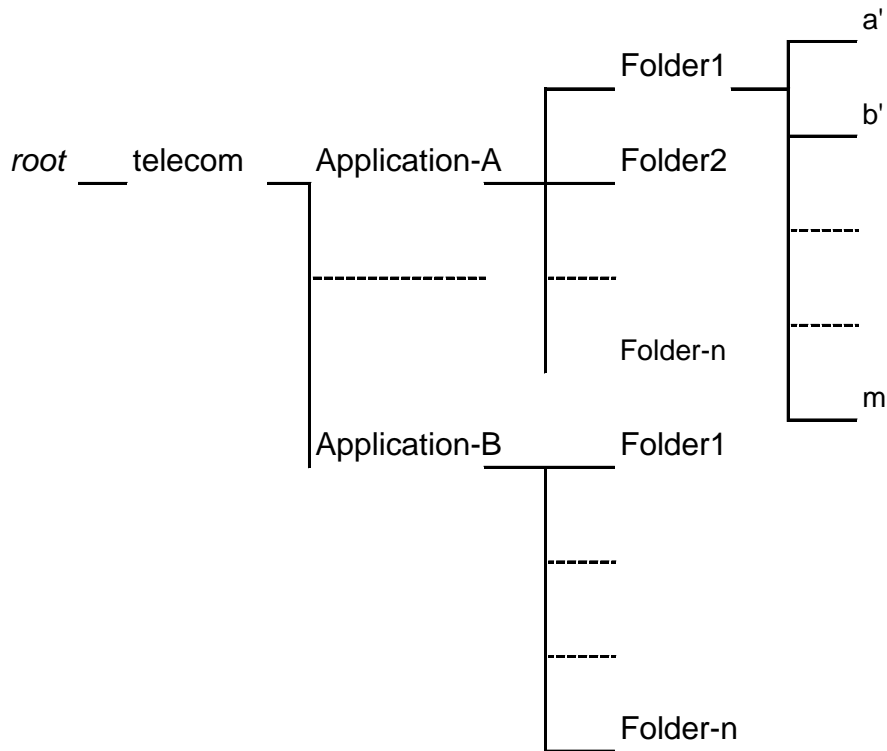 a'
Folder1
b'
root telecom Application-A Folder2
Folder-n
m
Application-B Folder1
Folder-n